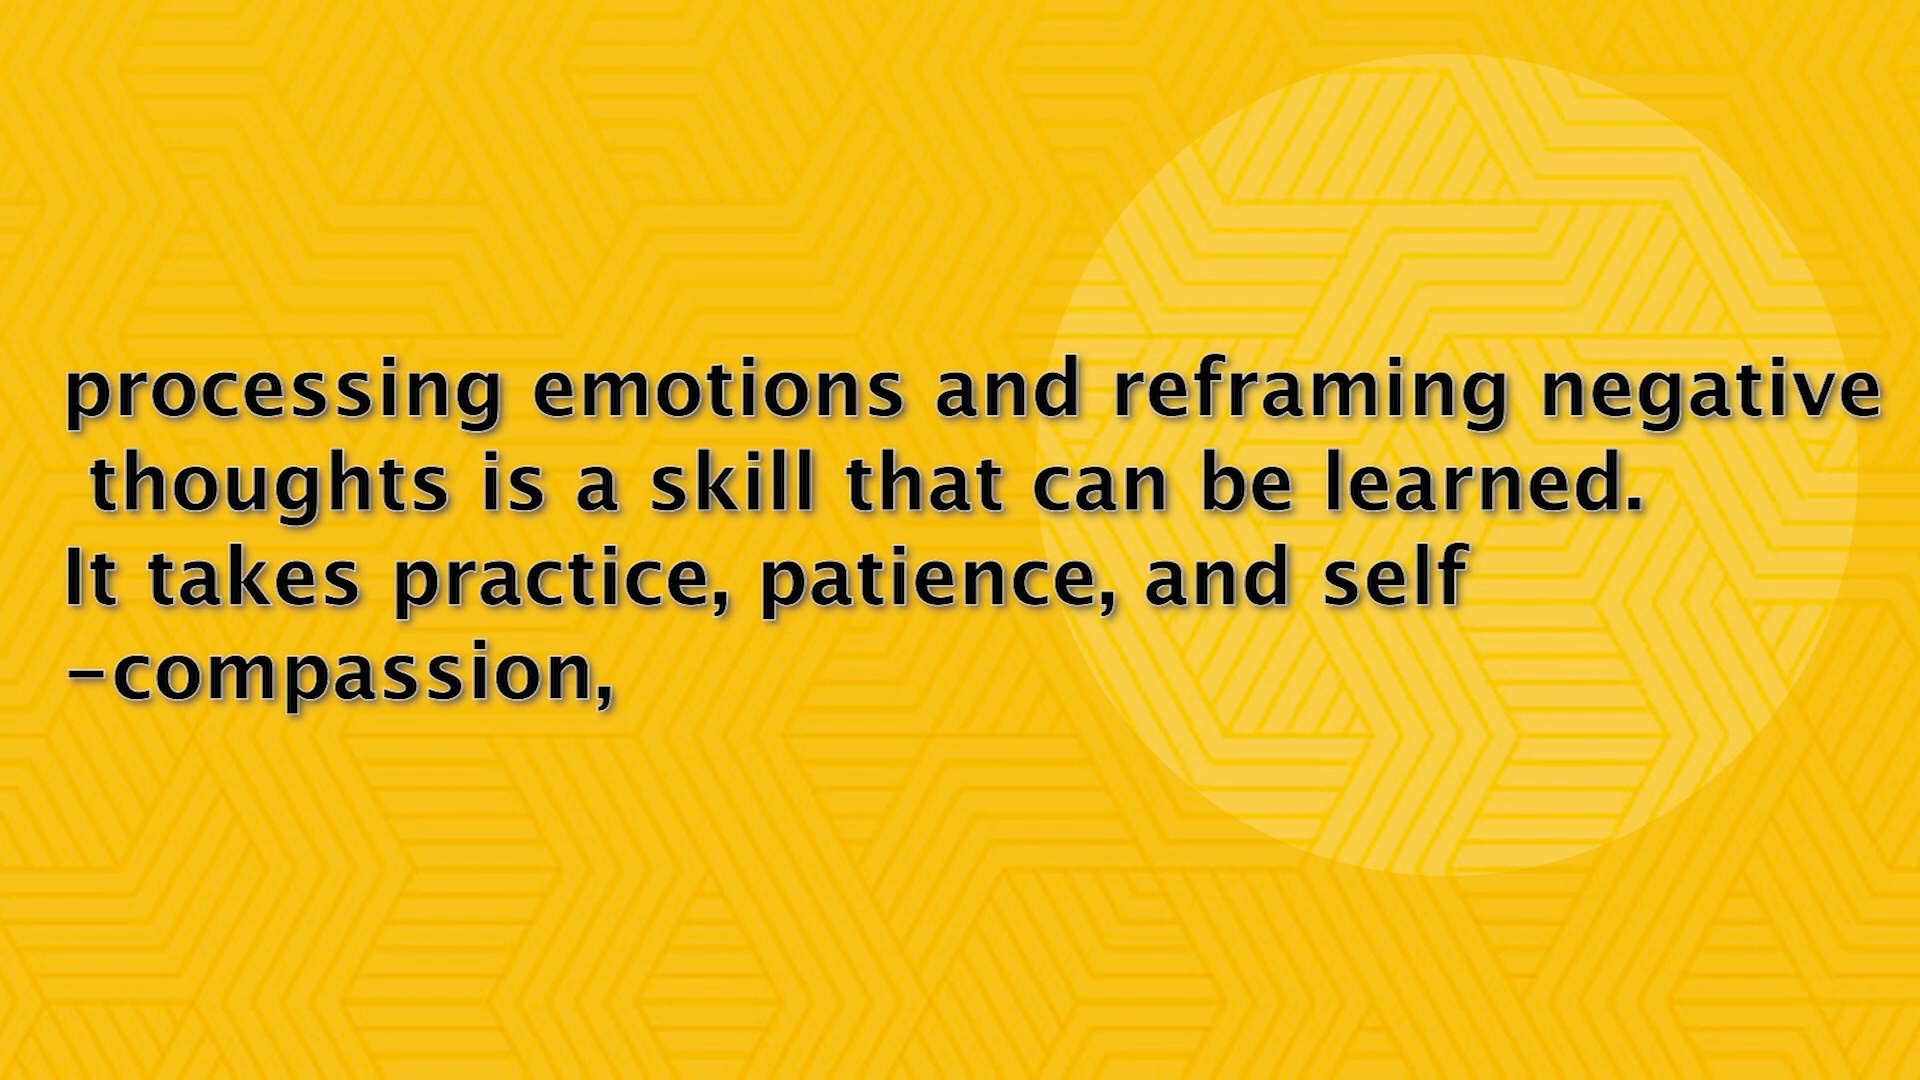 processing emotions and reframing negative
thoughts is a skill that can be learned.
It takes practice, patience, and self
-compassion,